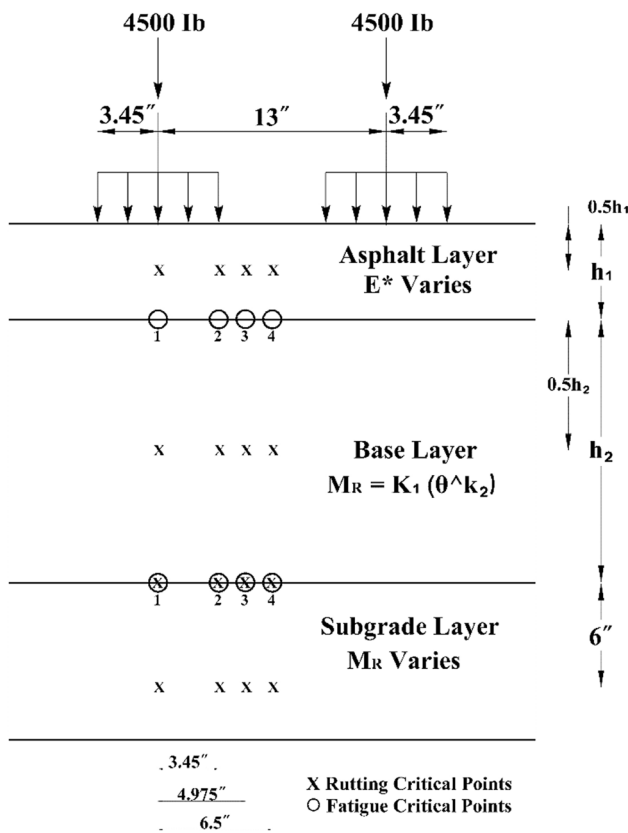 4500 Ib 4500 Ib
3.45″ 13″ 3.45″
0.5h₁
Asphalt Layer
E* Varies
h₁
1 2 3 4
x x x x
0.5h₂
x x x x
Base Layer
MR = K₁ (θ^k₂)
h₂
x x x x
1 2 3 4
Subgrade Layer
MR Varies
6″
x x x x
3.45″
4.975″
6.5″
X Rutting Critical Points
O Fatigue Critical Points